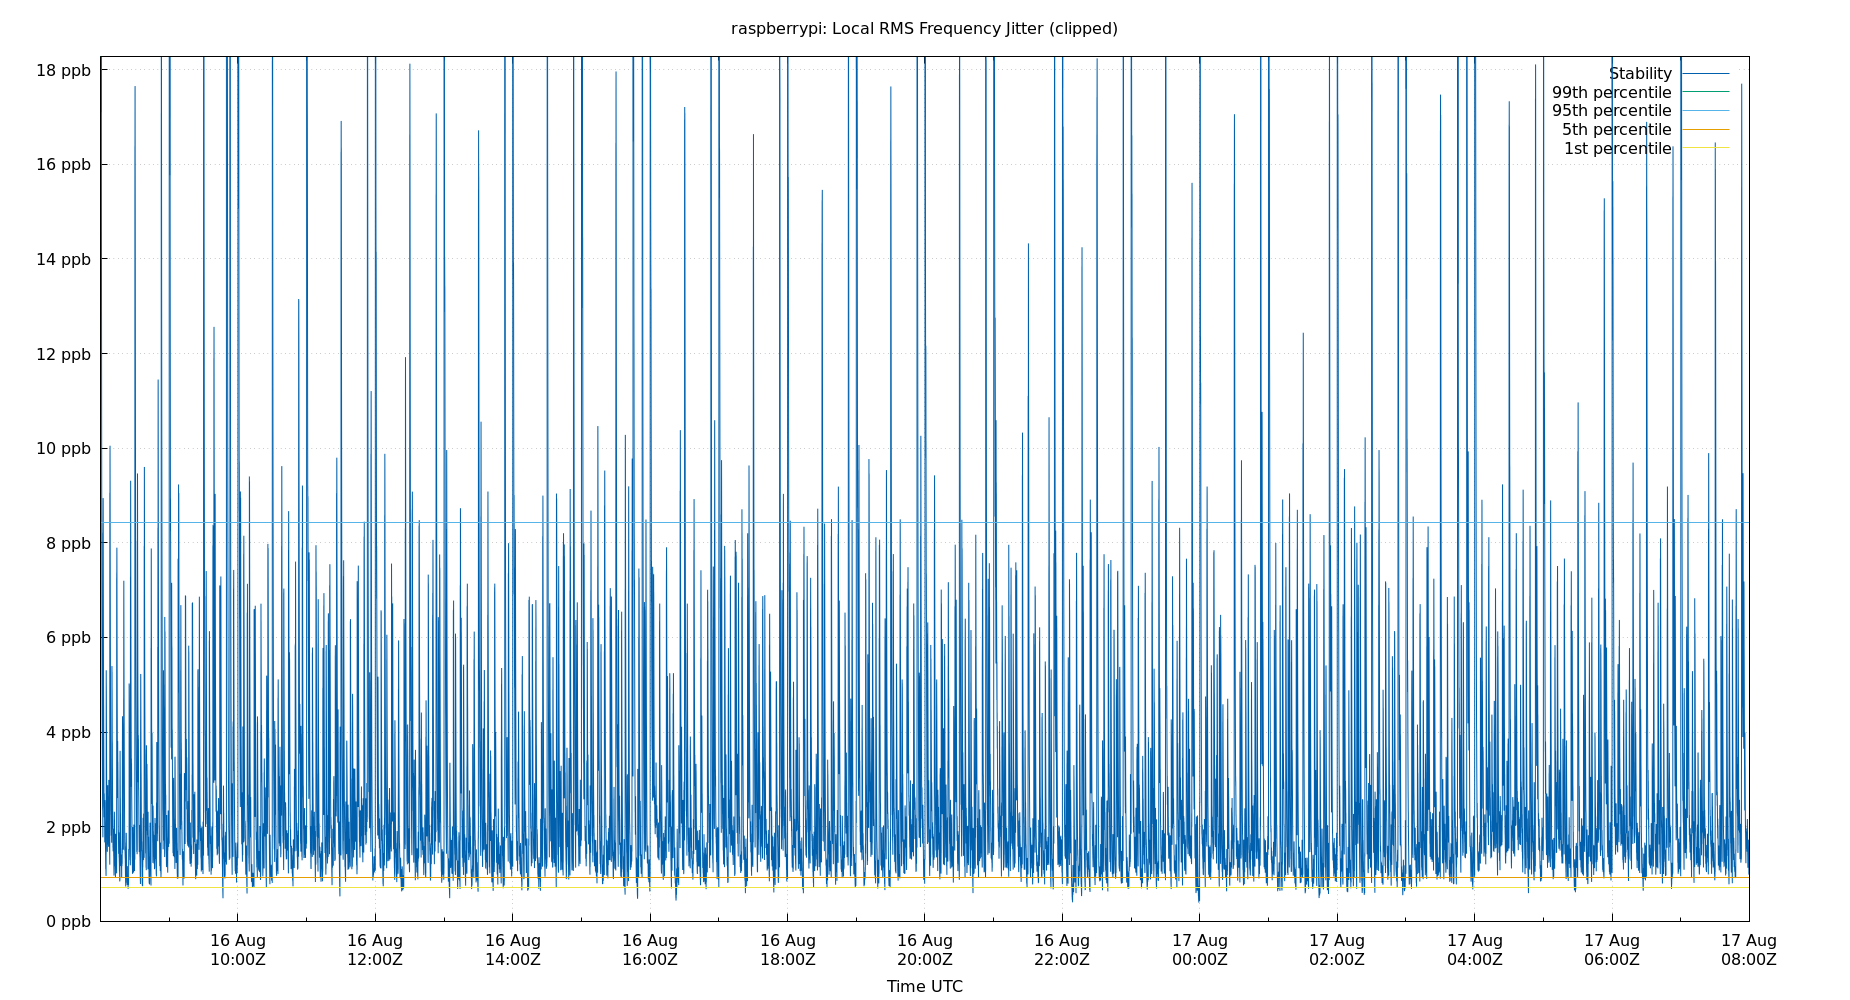 raspberrypi: Local RMS Frequency Jitter (clipped)
18 ppb
16 ppb
14 ppb
12 ppb
10 ppb
8 ppb
6 ppb
4 ppb
2 ppb
0 ppb
Stability
99th percentile
95th percentile
5th percentile
1st percentile
16 Aug
10:00Z
16 Aug
12:00Z
16 Aug
14:00Z
16 Aug
16:00Z
16 Aug
18:00Z
16 Aug
20:00Z
16 Aug
22:00Z
17 Aug
00:00Z
17 Aug
02:00Z
17 Aug
04:00Z
17 Aug
06:00Z
17 Aug
08:00Z
Time UTC